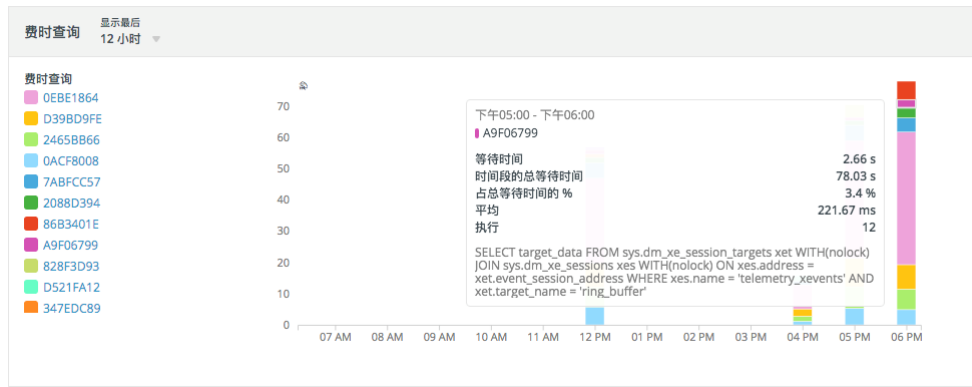 费时查询
显示最后
12 小时
费时查询
0EBE1864
D39BD9FE
2465BB66
0ACF8008
7ABFCC57
2088D394
86B3401E
A9F06799
828F3D93
D521FA12
347EDC89
秒
70
60
50
40
30
20
10
0
07 AM 08 AM 09 AM 10 AM 11 AM 12 PM 01 PM 02 PM 03 PM 04 PM 05 PM 06 PM
下午05:00 - 下午06:00
A9F06799
等待时间 2.66 s
时间段的总等待时间 78.03 s
占总等待时间的 % 3.4 %
平均 221.67 ms
执行 12
SELECT target_data FROM sys.dm_xe_session_targets xet WITH(nolock)
JOIN sys.dm_xe_sessions xes WITH(nolock) ON xes.address =
xet.event_session_address WHERE xes.name = 'telemetry_xevents' AND
xet.target_name = 'ring_buffer'